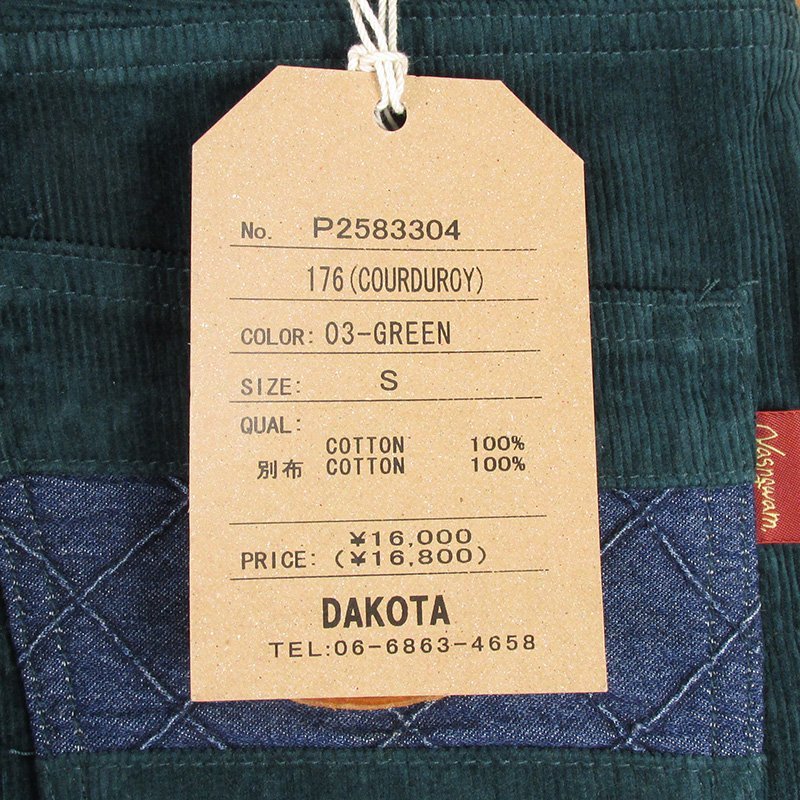 No. P2583304
176(COURDUROY)
COLOR: 03-GREEN
SIZE: S
QUAL:
COTTON 100%
別布 COTTON 100%
¥16,000
PRICE: (¥16,800)
DAKOTA
TEL:06-6863-4658